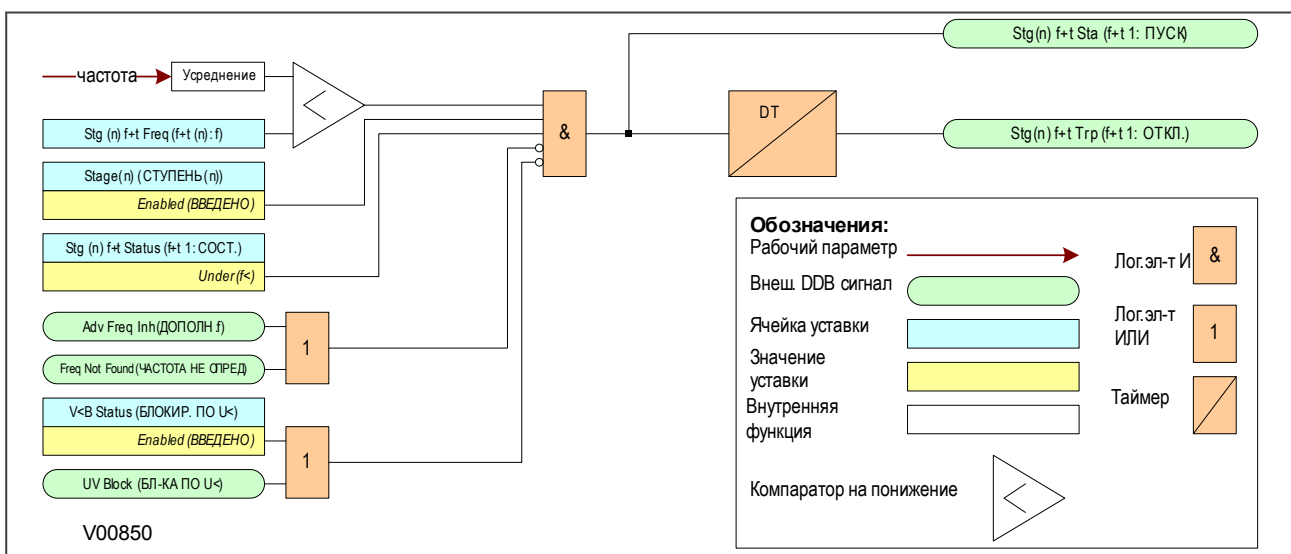 Stg(n) f+t Sta (f+t 1: ПУСК)
частота
Усреднение
Stg (n) f+t Freq (f+t (n): f)
Stage(n) (СТУПЕНЬ (n))
Enabled (ВВЕДЕНО)
Stg (n) f+t Status (f+t 1: СОСТ.)
Under(f<)
Adv Freq Inh(ДОПОЛН f)
Freq Not Found(ЧАСТОТА НЕ ОПРЕД)
1
V<B Status (БЛОКИР. ПО U<)
Enabled (ВВЕДЕНО)
UV Block (БЛ-КА ПО U<)
1
&
DT
Stg(n) f+t Trp (f+t 1: ОТКЛ.)
Обозначения:
Рабочий параметр
Внеш. DDB сигнал
Ячейка уставки
Значение
уставки
Внутренняя
функция
Компаратор на понижение
Лог.эл-т И
&
Лог.эл-т
ИЛИ
1
Таймер
V00850